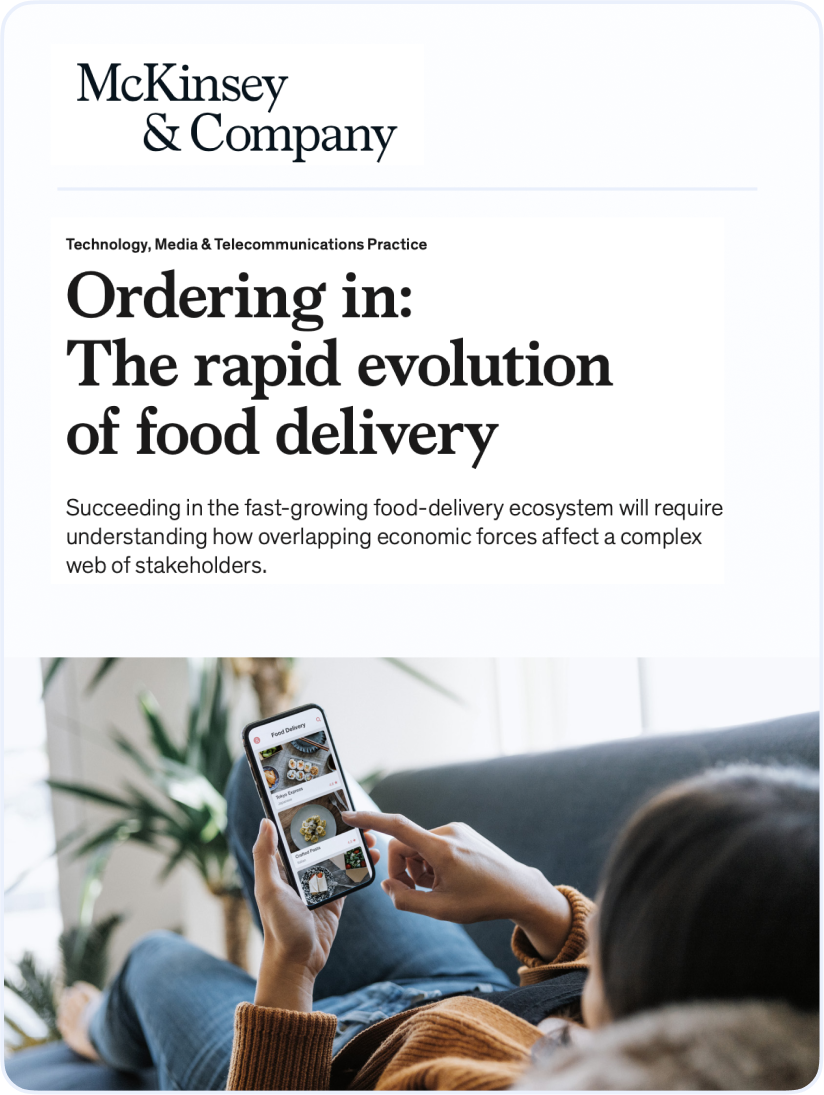 McKinsey
& Company
Technology, Media & Telecommunications Practice
Ordering in:
The rapid evolution
of food delivery
Succeeding in the fast-growing food-delivery ecosystem will require
understanding how overlapping economic forces affect a complex
web of stakeholders.
Food Delivery
Tokyo Express
Crafted Pasta